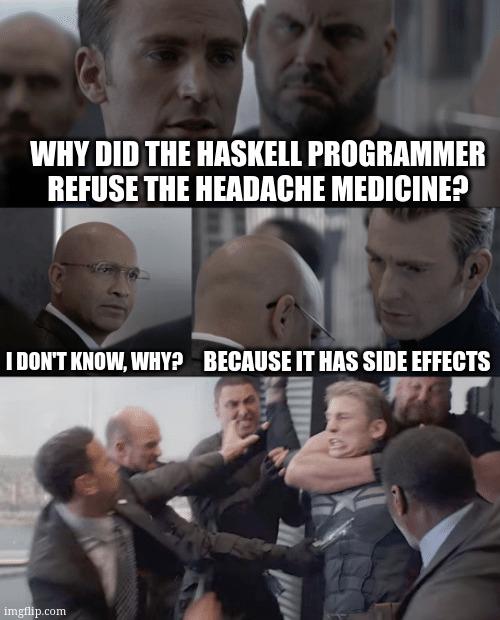 WHY DID THE HASKELL PROGRAMMER
REFUSE THE HEADACHE MEDICINE?
I DON'T KNOW, WHY?
BECAUSE IT HAS SIDE EFFECTS
imgflip.com